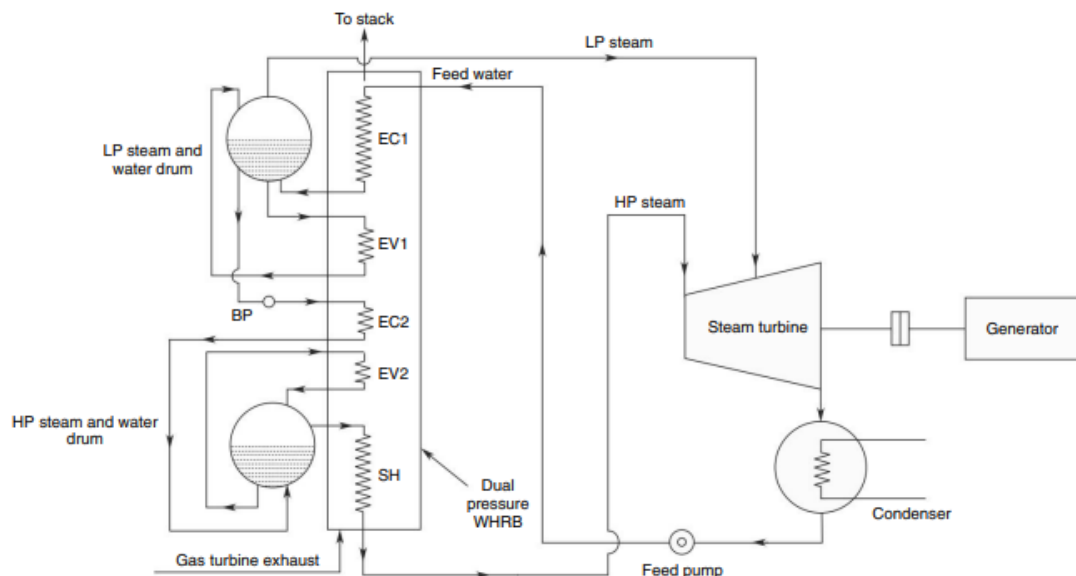 To stack
LP steam
Feed water
EC1
LP steam and
water drum
HP steam
EV1
BP
EC2
Steam turbine
Generator
EV2
HP steam and water
drum
SH
Dual
pressure
WHRB
Condenser
Gas turbine exhaust
Feed pump